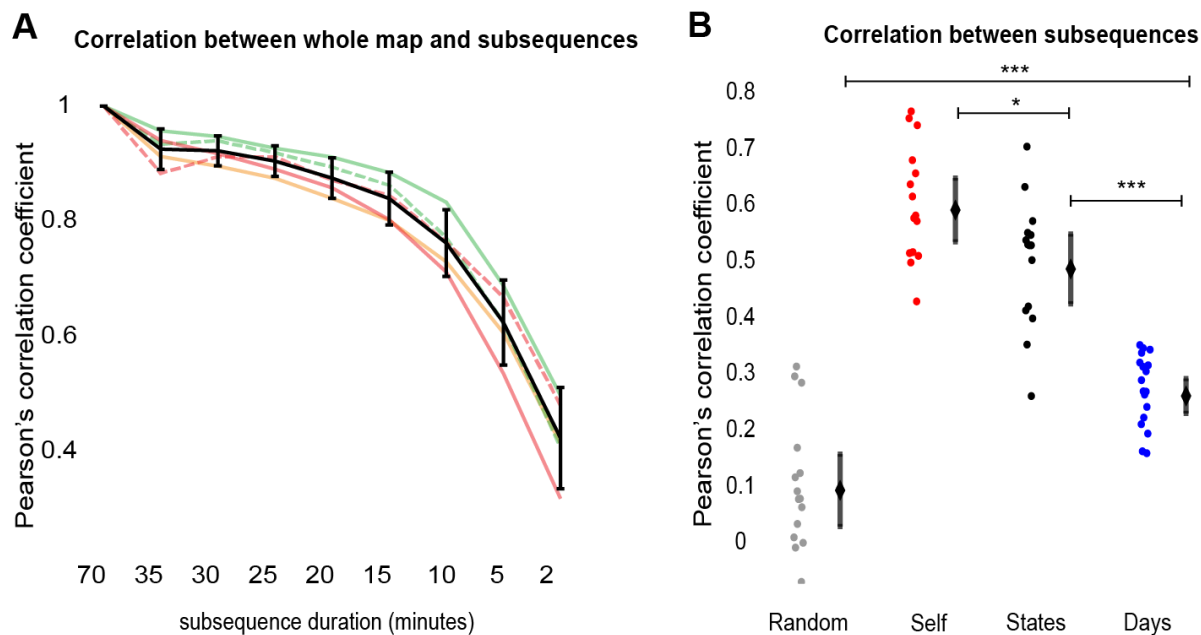 A
Correlation between whole map and subsequences
Pearson's correlation coefficient
1
0.8
0.6
0.4
70 35 30 25 20 15 10 5 2
subsequence duration (minutes)
B
Correlation between subsequences
Pearson's correlation coefficient
***
*
***
0.8
0.7
0.6
0.5
0.4
0.3
0.2
0.1
0
Random Self States Days